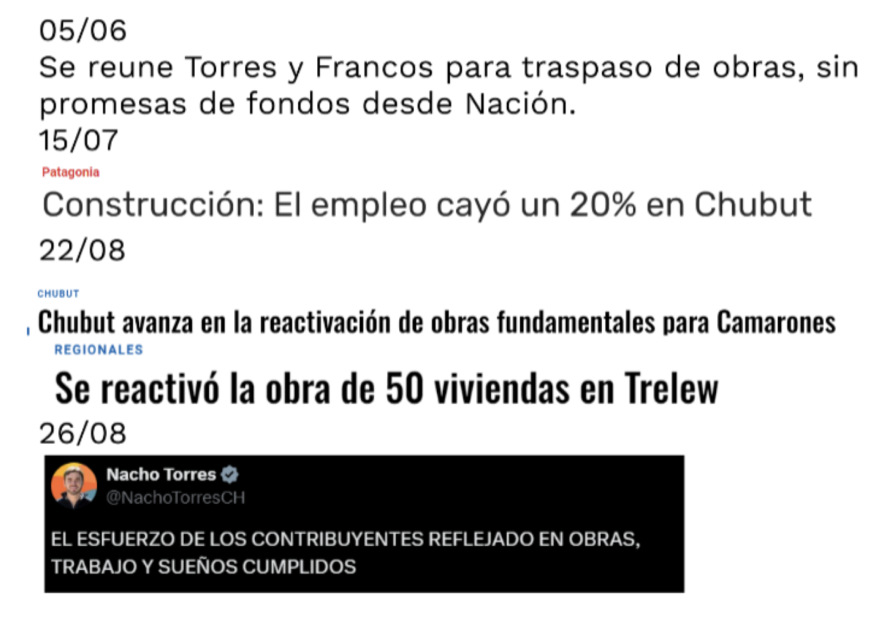 05/06
Se reune Torres y Francos para traspaso de obras, sin
promesas de fondos desde Nación.
15/07
Patagonia
Construcción: El empleo cayó un 20% en Chubut
22/08
CHUBUT
Chubut avanza en la reactivación de obras fundamentales para Camarones
REGIONALES
Se reactivó la obra de 50 viviendas en Trelew
26/08
Nacho Torres
@NachoTorresCH
EL ESFUERZO DE LOS CONTRIBUYENTES REFLEJADO EN OBRAS,
TRABAJO Y SUEÑOS CUMPLIDOS